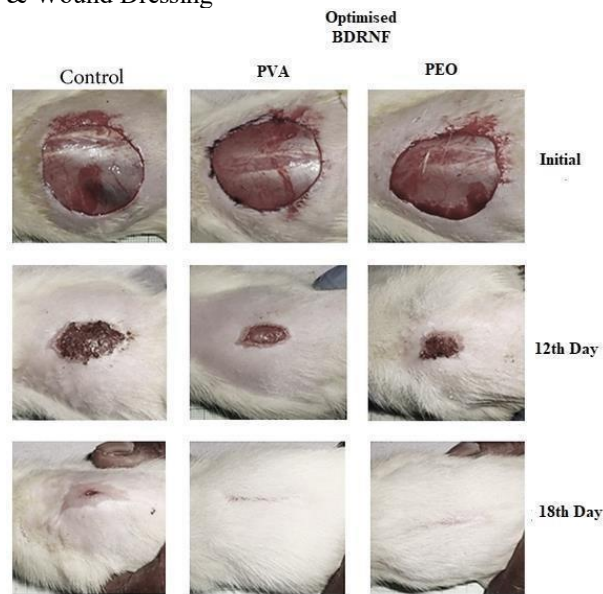 & Wound Dressing
Optimised
BDRNF
Control
PVA
PEO
Initial
12th Day
18th Day